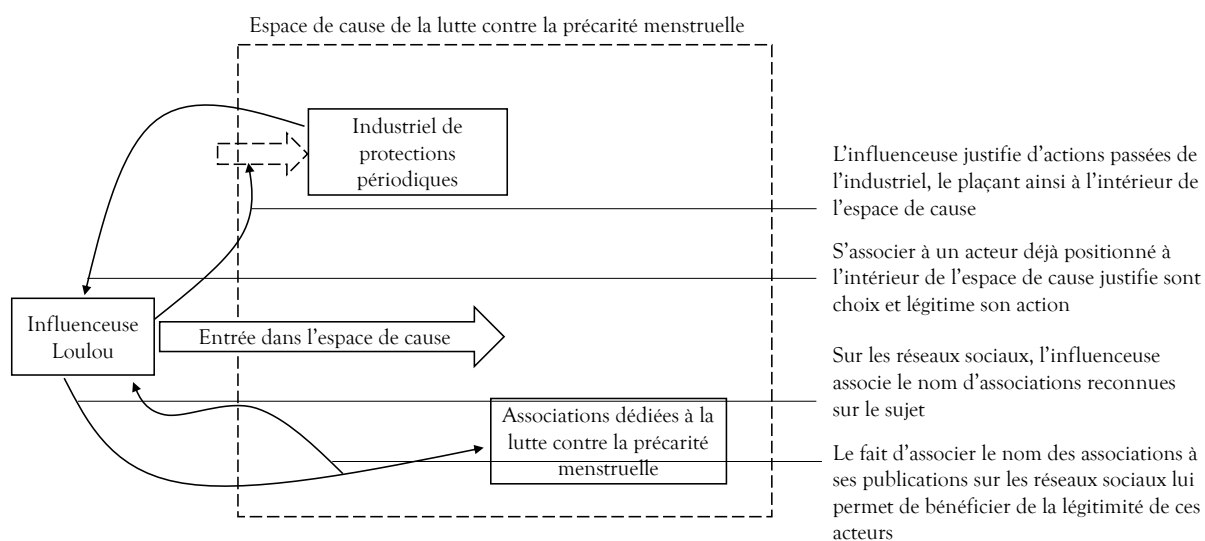 Espace de cause de la lutte contre la précarité menstruelle
Industriel de
protections
périodiques
Influenceuse
Loulou
Entrée dans l'espace de cause
Associations dédiées à la
lutte contre la précarité
menstruelle
L'influenceuse justifie d'actions passées de
l'industriel, le plaçant ainsi à l'intérieur de
l'espace de cause
S'associer à un acteur déjà positionné à
l'intérieur de l'espace de cause justifie sont
choix et légitime son action
Sur les réseaux sociaux, l'influenceuse
associe le nom d'associations reconnues
sur le sujet
Le fait d'associer le nom des associations à
ses publications sur les réseaux sociaux lui
permet de bénéficier de la légitimité de ces
acteurs